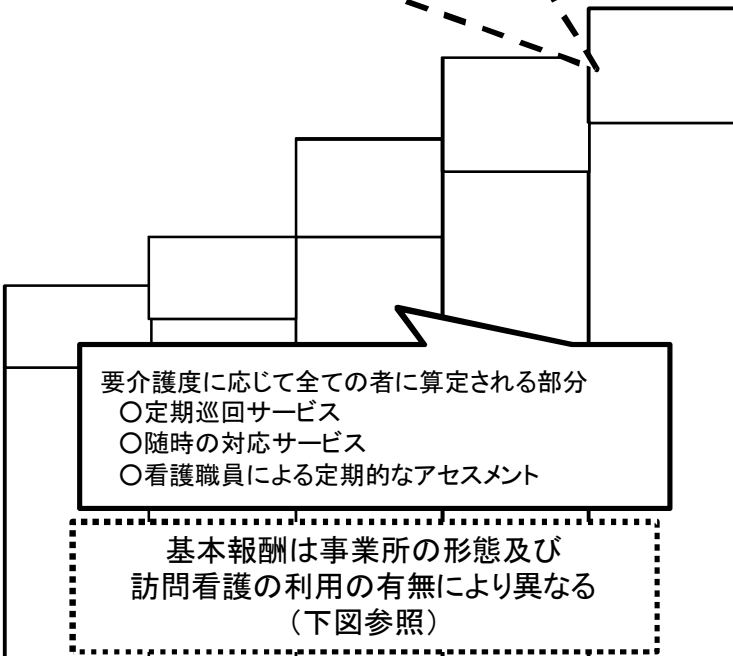 要介護度に応じて全ての者に算定される部分
○定期巡回サービス
○随時の対応サービス
○看護職員による定期的なアセスメント
基本報酬は事業所の形態及び
訪問看護の利用の有無により異なる
（下図参照）